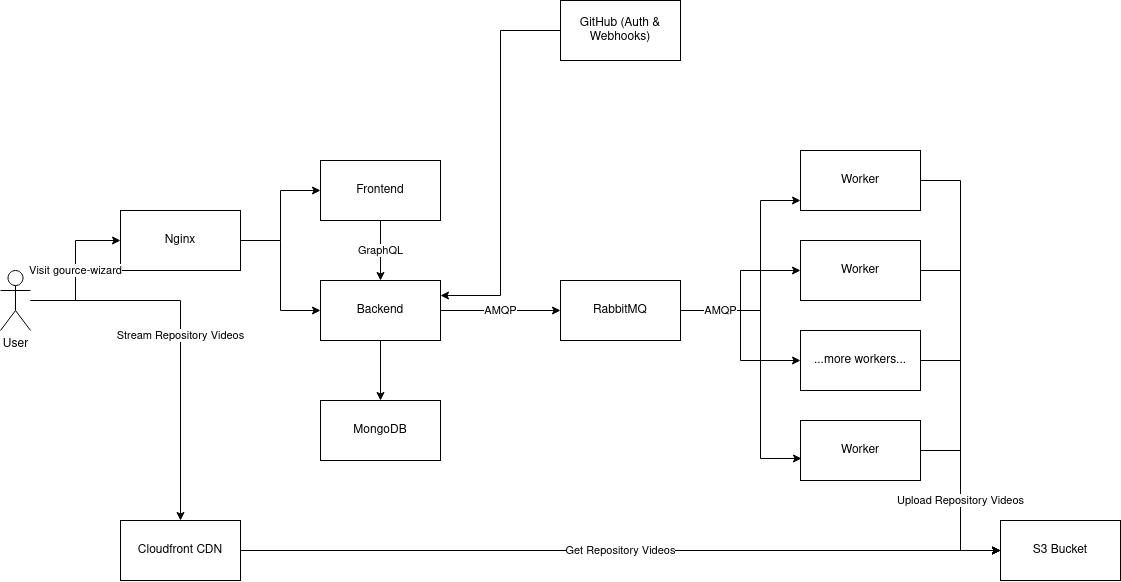 GitHub (Auth &
Webhooks)
Worker
Frontend
Nginx
GraphQL
Worker
Visit gource-wizard
Backend
AMQP
RabbitMQ
AMQP
User
Stream Repository Videos
...more workers...
MongoDB
Worker
Upload Repository Videos
Cloudfront CDN
Get Repository Videos
S3 Bucket